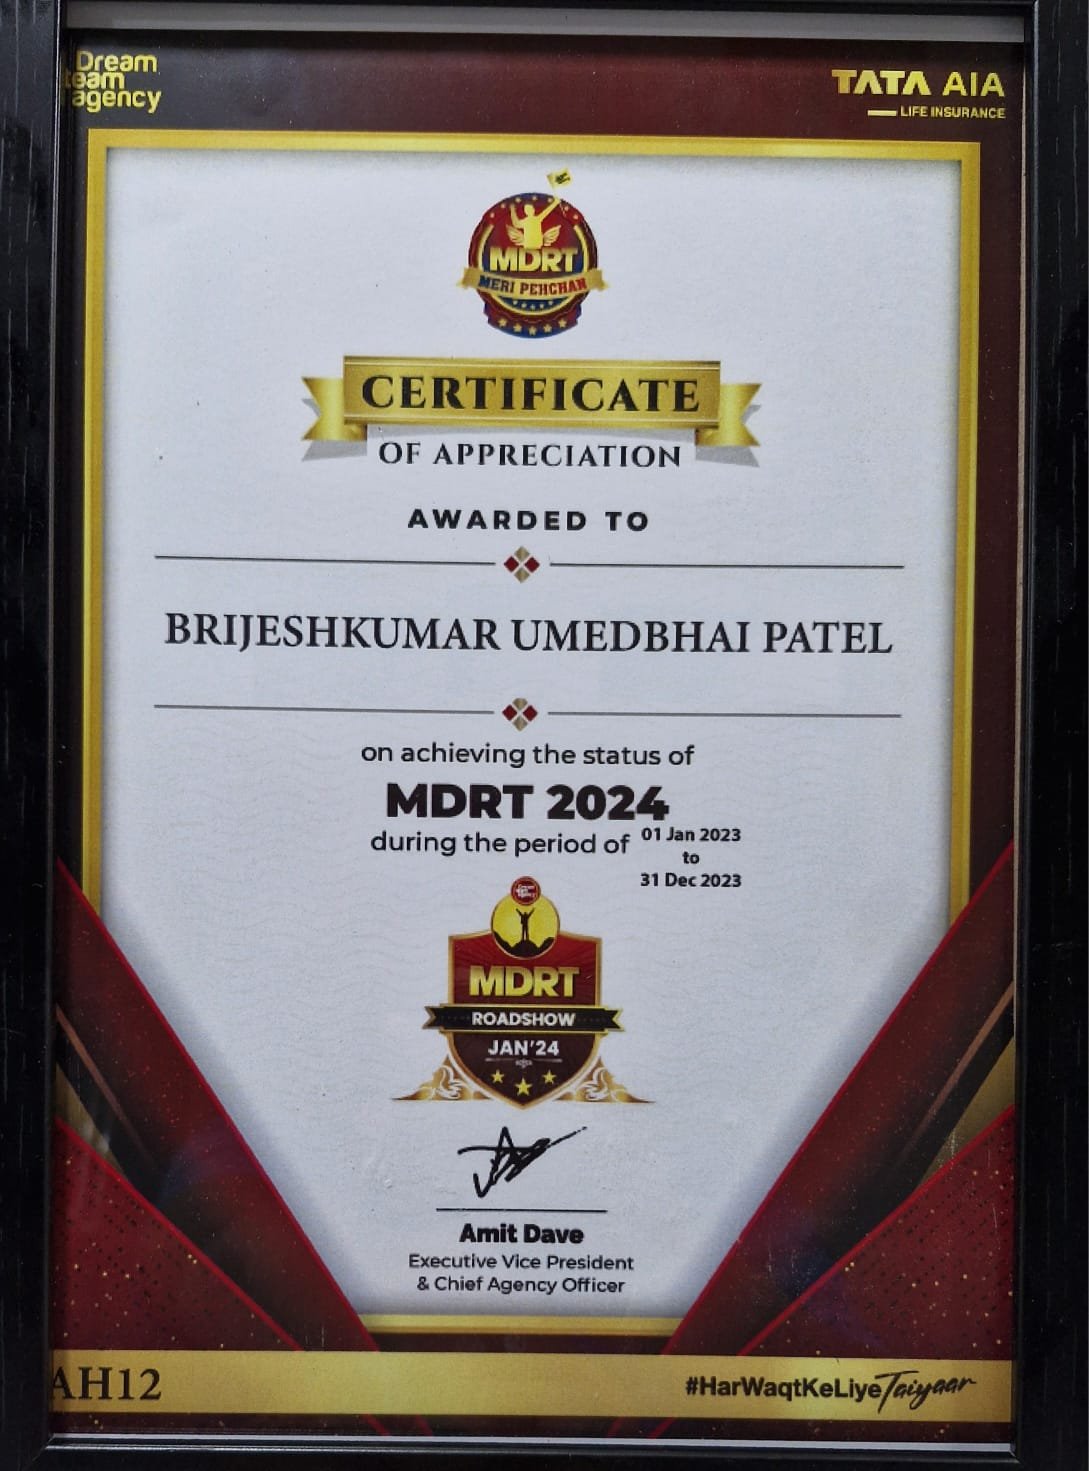 Dream
team
agency
TATA AIA
LIFE INSURANCE
MDRT
MERI PEHCHAN
CERTIFICATE
OF APPRECIATION
AWARDED TO
BRIJESHKUMAR UMEDBHAI PATEL
on achieving the status of
MDRT 2024
during the period of 01 Jan 2023
to
31 Dec 2023
MDRT
ROADSHOW
JAN'24
Amit Dave
Executive Vice President
& Chief Agency Officer
AH12
#HarWaqtKeLiyeTaiyaar